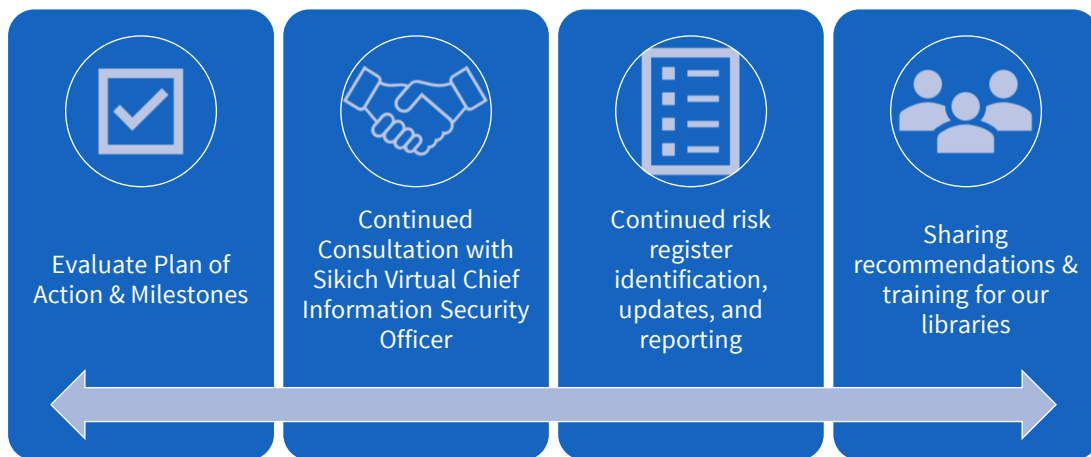 Evaluate Plan of
Action & Milestones
Continued
Consultation with
Sikich Virtual Chief
Information Security
Officer
Continued risk
register
identification,
updates, and
reporting
Sharing
recommendations &
training for our
libraries